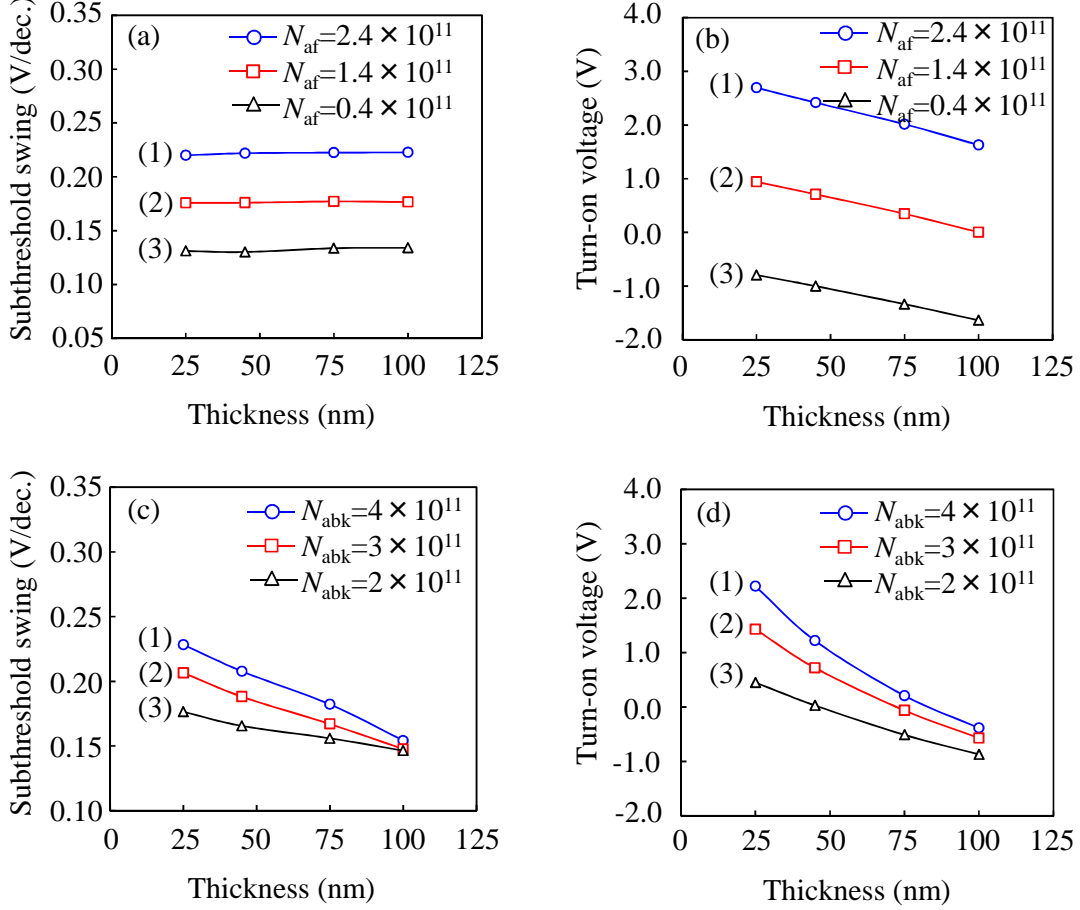 (a)
N_af=2.4×10^11
N_af=1.4×10^11
N_af=0.4×10^11
(1)
(2)
(3)
0.35
0.30
0.25
0.20
0.15
0.10
0.05
0
25
50
75
100
125
Subthreshold swing (V/dec.)
Thickness (nm)
(b)
N_af=2.4×10^11
N_af=1.4×10^11
N_af=0.4×10^11
(1)
(2)
(3)
4.0
3.0
2.0
1.0
0.0
-1.0
-2.0
0
25
50
75
100
125
Turn-on voltage (V)
Thickness (nm)
(c)
N_abk=4×10^11
N_abk=3×10^11
N_abk=2×10^11
(1)
(2)
(3)
0.35
0.30
0.25
0.20
0.15
0.10
0
25
50
75
100
125
Subthreshold swing (V/dec.)
Thickness (nm)
(d)
N_abk=4×10^11
N_abk=3×10^11
N_abk=2×10^11
(1)
(2)
(3)
4.0
3.0
2.0
1.0
0.0
-1.0
-2.0
0
25
50
75
100
125
Turn-on voltage (V)
Thickness (nm)